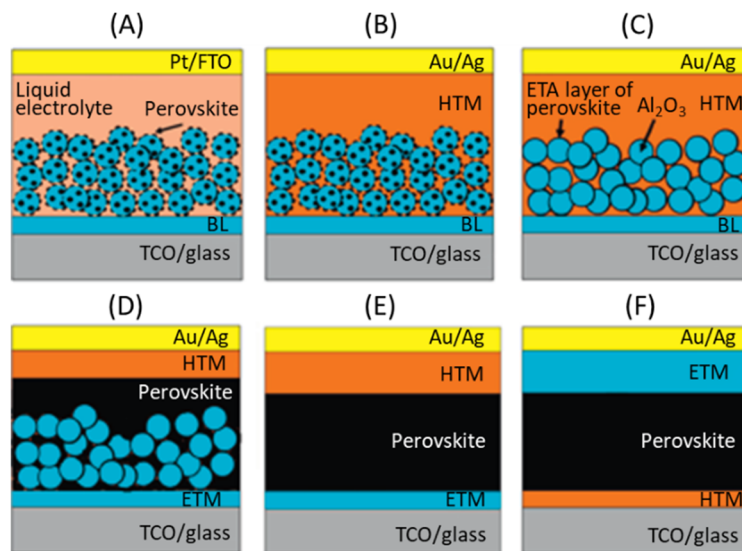 (A)
Pt/FTO
Liquid
electrolyte
Perovskite
BL
TCO/glass
(B)
Au/Ag
HTM
BL
TCO/glass
(C)
Au/Ag
ETA layer of
perovskite
Al₂O₃
HTM
BL
TCO/glass
(D)
Au/Ag
HTM
Perovskite
ETM
TCO/glass
(E)
Au/Ag
HTM
Perovskite
ETM
TCO/glass
(F)
Au/Ag
ETM
Perovskite
HTM
TCO/glass